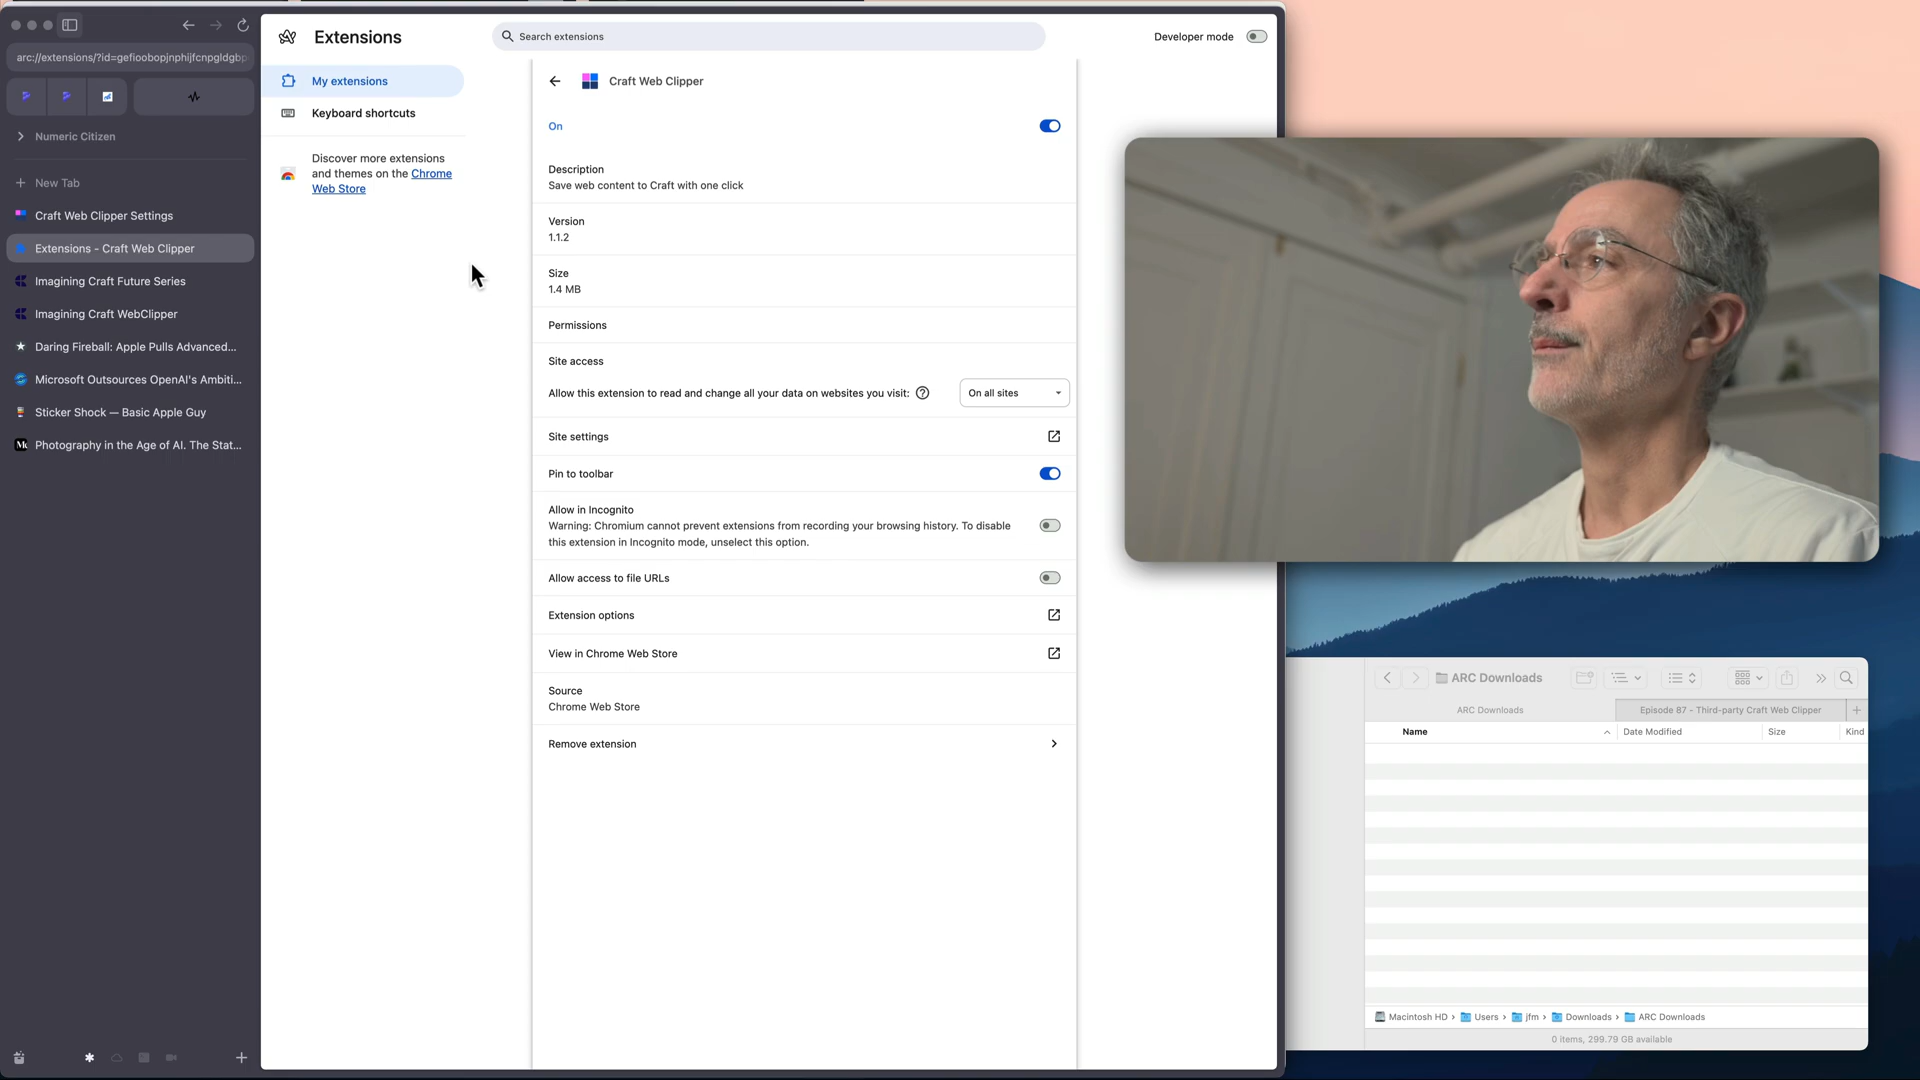 arc://extensions/?id=gefioobopjnphijfcnpgldgbp
Numeric Citizen
New Tab
Craft Web Clipper Settings
Extensions - Craft Web Clipper
Imagining Craft Future Series
Imagining Craft WebClipper
Daring Fireball: Apple Pulls Advanced...
Microsoft Outsources OpenAI's Ambiti...
Sticker Shock — Basic Apple Guy
Photography in the Age of AI. The Stat...
Extensions
Search extensions
Developer mode
My extensions
Keyboard shortcuts
Discover more extensions
and themes on the Chrome
Web Store
Craft Web Clipper
On
Description
Save web content to Craft with one click
Version
1.1.2
Size
1.4 MB
Permissions
Site access
Allow this extension to read and change all your data on websites you visit:
On all sites
Site settings
Pin to toolbar
Allow in Incognito
Warning: Chromium cannot prevent extensions from recording your browsing history. To disable
this extension in Incognito mode, unselect this option.
Allow access to file URLs
Extension options
View in Chrome Web Store
Source
Chrome Web Store
Remove extension
ARC Downloads
ARC Downloads
Episode 87 - Third-party Craft Web Clipper
Name
Date Modified
Size
Kind
Macintosh HD › Users › jfm › Downloads › ARC Downloads
0 items, 299.79 GB available